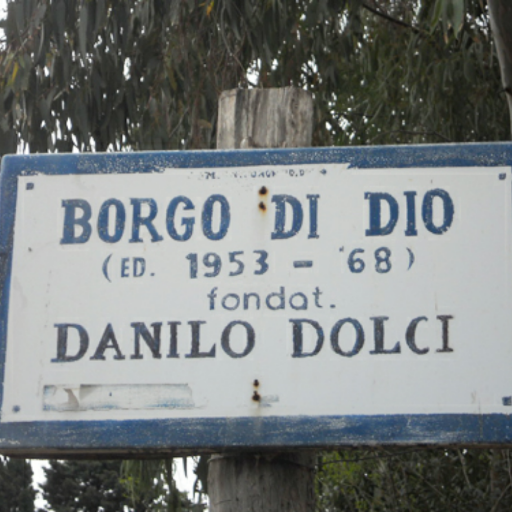 BORGO DI DIO
(ED. 1953 - '68)
fondat.
DANILO DOLCI